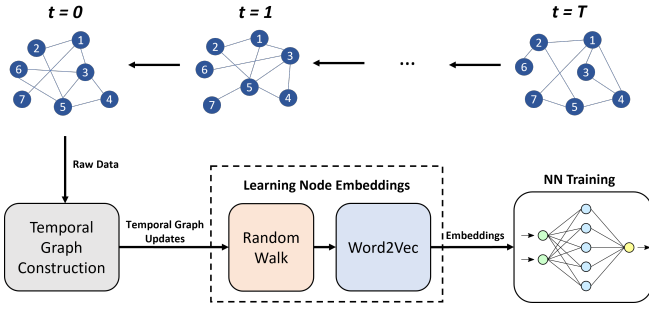 t = 0
t = 1
t = T
1
2
6
3
7
5
4
1
2
3
6
5
7
4
...
1
2
6
3
7
5
4
Raw Data
Learning Node Embeddings
NN Training
Temporal
Graph
Construction
Temporal Graph
Updates
Random
Walk
Word2Vec
Embeddings